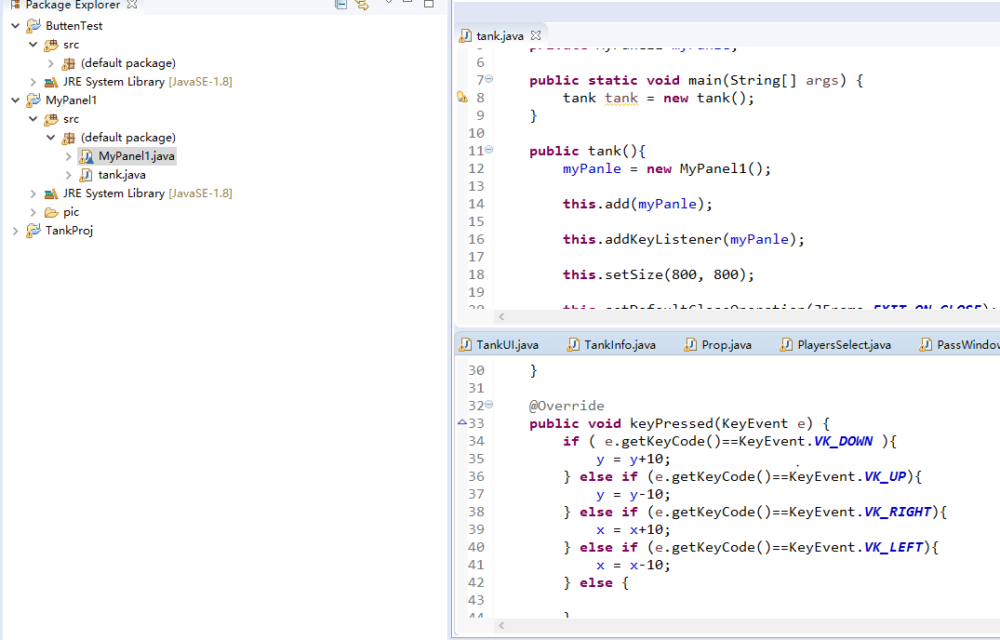 Package Explorer
ButtenTest
src
(default package)
JRE System Library [JavaSE-1.8]
MyPanel1
src
(default package)
MyPanel1.java
tank.java
JRE System Library [JavaSE-1.8]
pic
TankProj
tank.java
6
7 public static void main(String[] args) {
8 tank tank = new tank();
9 }
10
11 public tank(){
12 myPanle = new MyPanel1();
13
14 this.add(myPanle);
15
16 this.addKeyListener(myPanle);
17
18 this.setSize(800, 800);
19
20 this.setDefaultCloseOperation(JFrame.EXIT_ON_CLOSE);
TankUI.java TankInfo.java Prop.java PlayersSelect.java PassWindow
30 }
31
32 @Override
33 public void keyPressed(KeyEvent e) {
34 if ( e.getKeyCode()==KeyEvent.VK_DOWN ){
35 y = y+10;
36 } else if (e.getKeyCode()==KeyEvent.VK_UP){
37 y = y-10;
38 } else if (e.getKeyCode()==KeyEvent.VK_RIGHT){
39 x = x+10;
40 } else if (e.getKeyCode()==KeyEvent.VK_LEFT){
41 x = x-10;
42 } else {
43
44 }